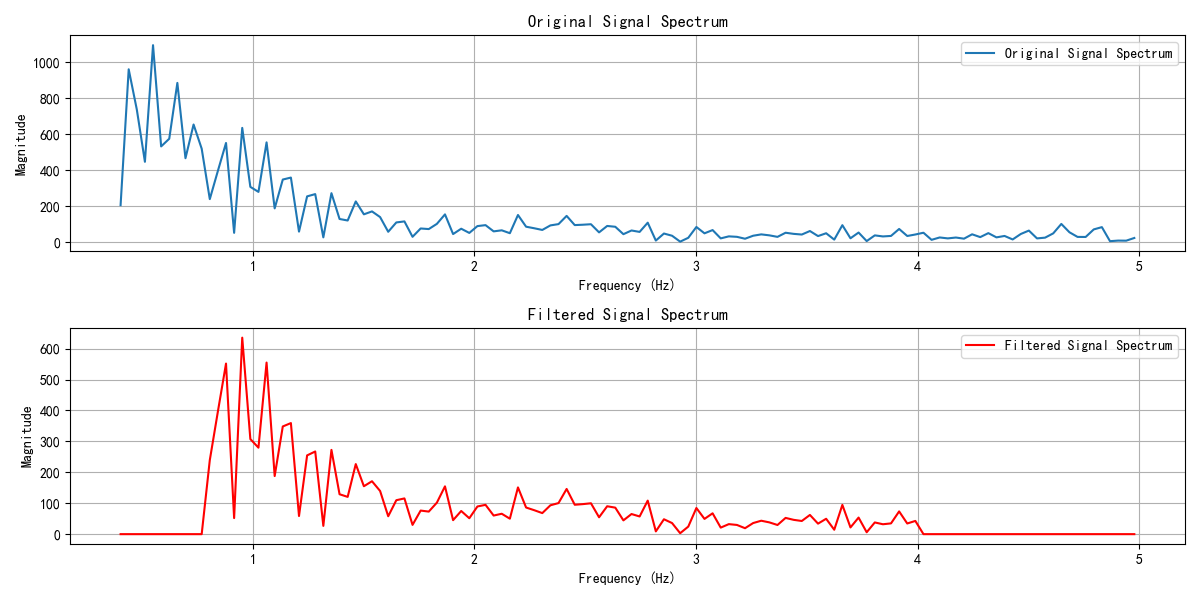 Original Signal Spectrum
Original Signal Spectrum
1000
800
600
400
200
0
Magnitude
1 2 3 4 5
Frequency (Hz)
Filtered Signal Spectrum
Filtered Signal Spectrum
600
500
400
300
200
100
0
Magnitude
1 2 3 4 5
Frequency (Hz)